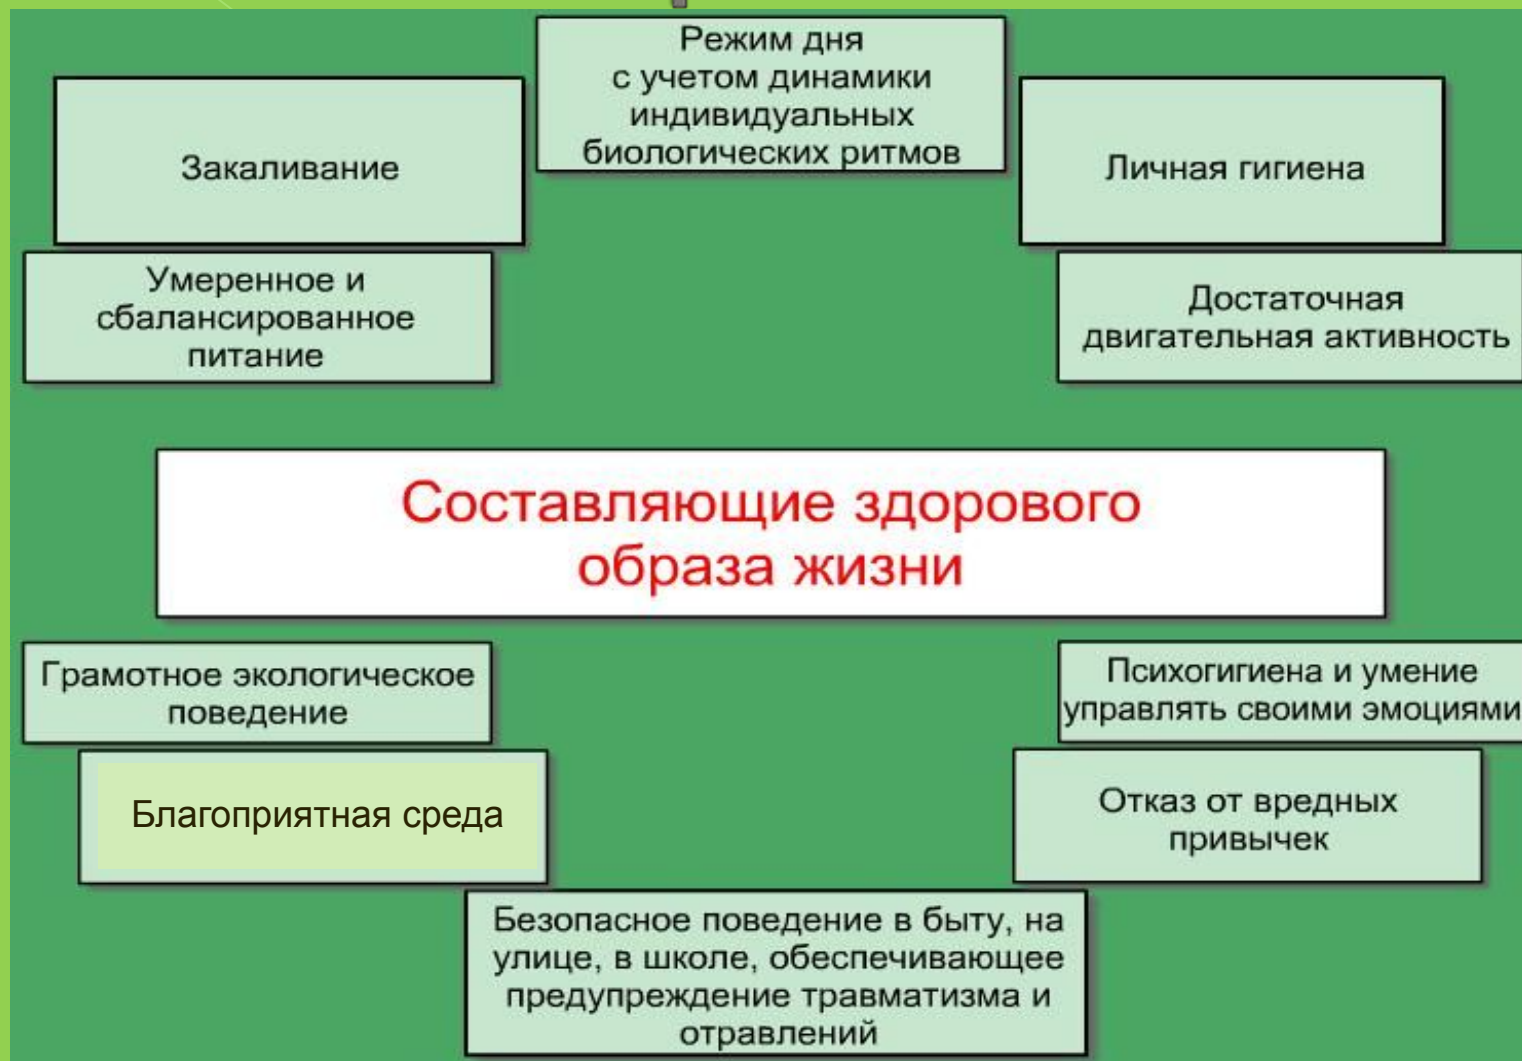 Режим дня
с учетом динамики
индивидуальных
биологических ритмов
Закаливание
Личная гигиена
Умеренное и
сбалансированное
питание
Достаточная
двигательная активность
Составляющие здорового
образа жизни
Грамотное экологическое
поведение
Психогигиена и умение
управлять своими эмоциями
Благоприятная среда
Отказ от вредных
привычек
Безопасное поведение в быту, на
улице, в школе, обеспечивающее
предупреждение травматизма и
отравлений